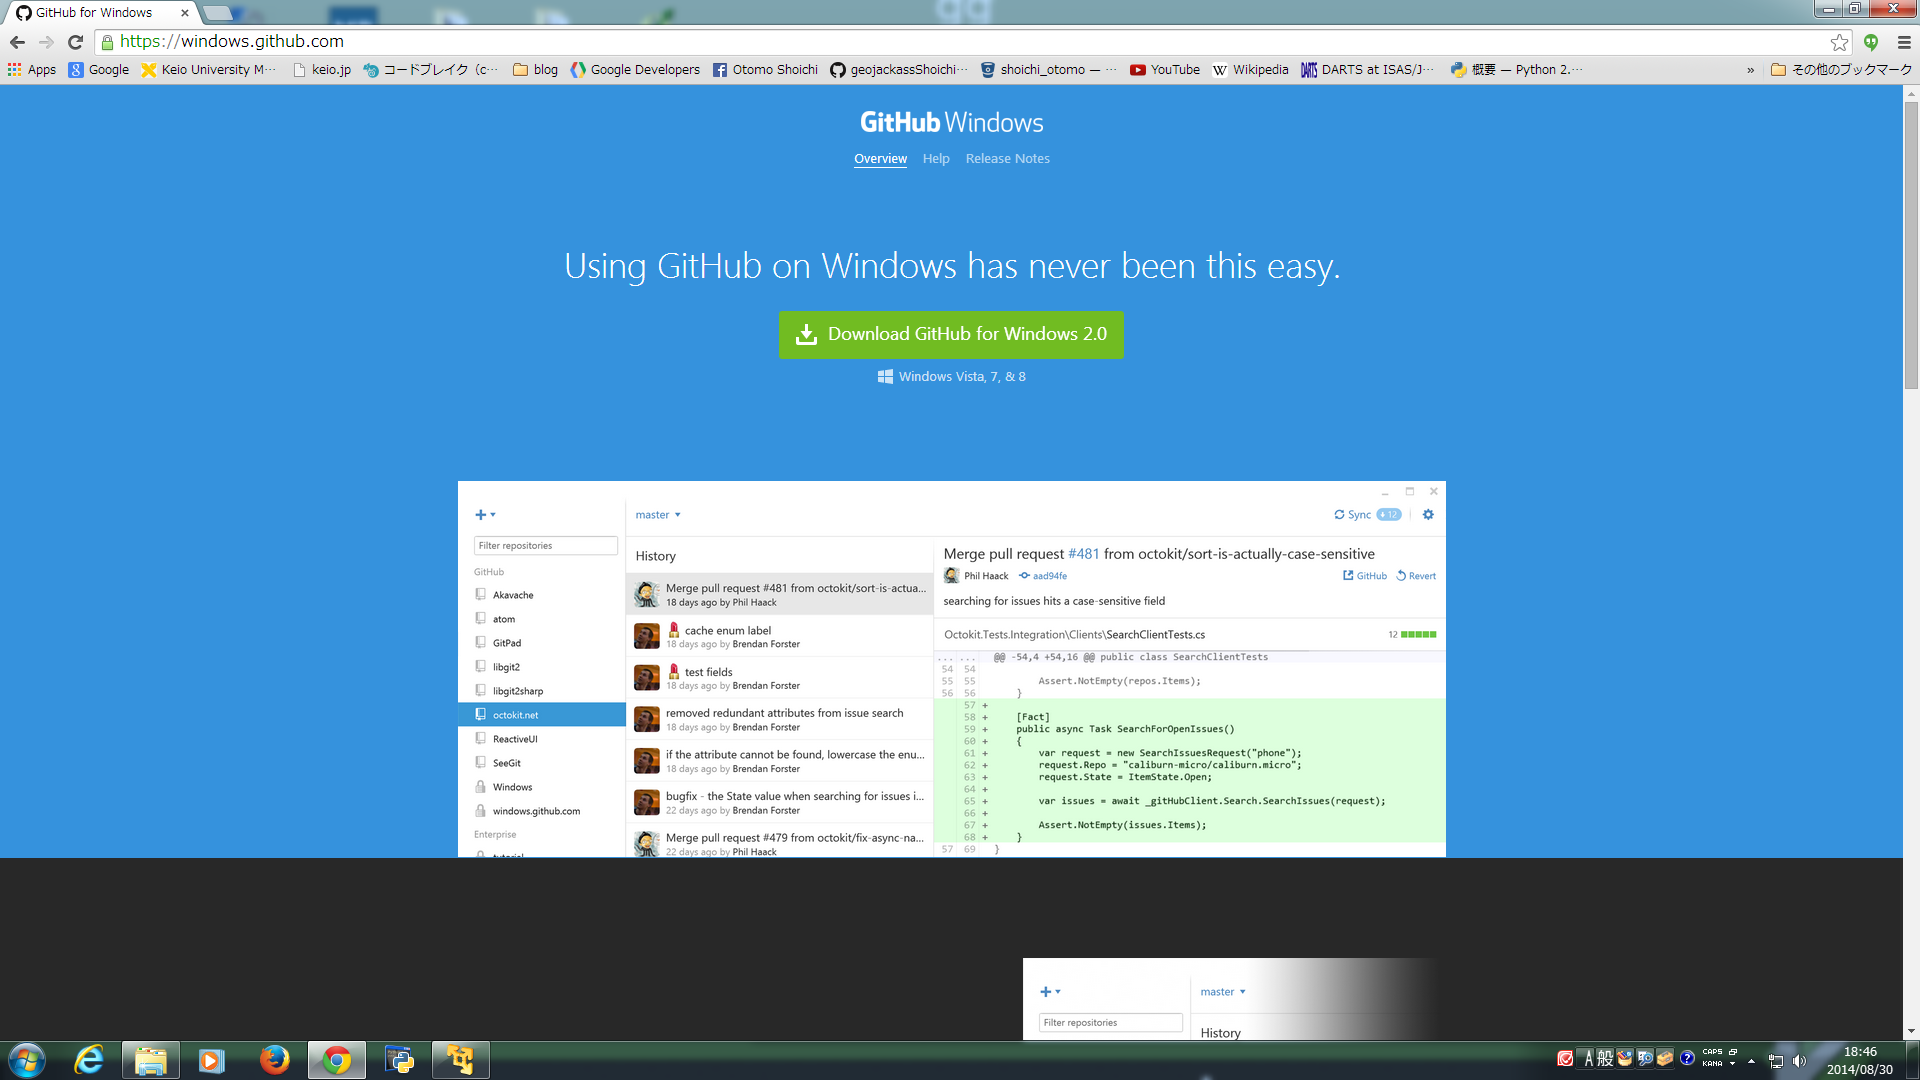 GitHub for Windows
https://windows.github.com
Apps
Google
Keio University M…
keio.jp
コードブレイク（c…
blog
Google Developers
Otomo Shoichi
geojackassShoichi…
shoichi_otomo — …
YouTube
Wikipedia
DARTS at ISAS/J…
概要 — Python 2.…
»
その他のブックマーク
GitHub Windows
Overview Help Release Notes
Using GitHub on Windows has never been this easy.
Download GitHub for Windows 2.0
Windows Vista, 7, & 8
master
Sync 12
Filter repositories
GitHub
Akavache
atom
GitPad
libgit2
libgit2sharp
octokit.net
ReactiveUI
SeeGit
Windows
windows.github.com
Enterprise
tutorial
History
Merge pull request #481 from octokit/sort-is-actua...
18 days ago by Phil Haack
cache enum label
18 days ago by Brendan Forster
test fields
18 days ago by Brendan Forster
removed redundant attributes from issue search
18 days ago by Brendan Forster
if the attribute cannot be found, lowercase the enu...
18 days ago by Brendan Forster
bugfix - the State value when searching for issues i...
22 days ago by Brendan Forster
Merge pull request #479 from octokit/fix-async-na...
22 days ago by Phil Haack
Merge pull request #481 from octokit/sort-is-actually-case-sensitive
Phil Haack aad94fe GitHub Revert
searching for issues hits a case-sensitive field
Octokit.Tests.Integration\Clients\SearchClientTests.cs 12
... ... @@ -54,4 +54,16 @@ public class SearchClientTests
54 54
55 55 Assert.NotEmpty(repos.Items);
56 56 }
57 +
58 + [Fact]
59 + public async Task SearchForOpenIssues()
60 + {
61 + var request = new SearchIssuesRequest("phone");
62 + request.Repo = "caliburn-micro/caliburn.micro";
63 + request.State = ItemState.Open;
64 +
65 + var issues = await _gitHubClient.Search.SearchIssues(request);
66 +
67 + Assert.NotEmpty(issues.Items);
68 + }
57 69 }
master
Filter repositories
History
A 般
CAPS
KANA
18:46
2014/08/30